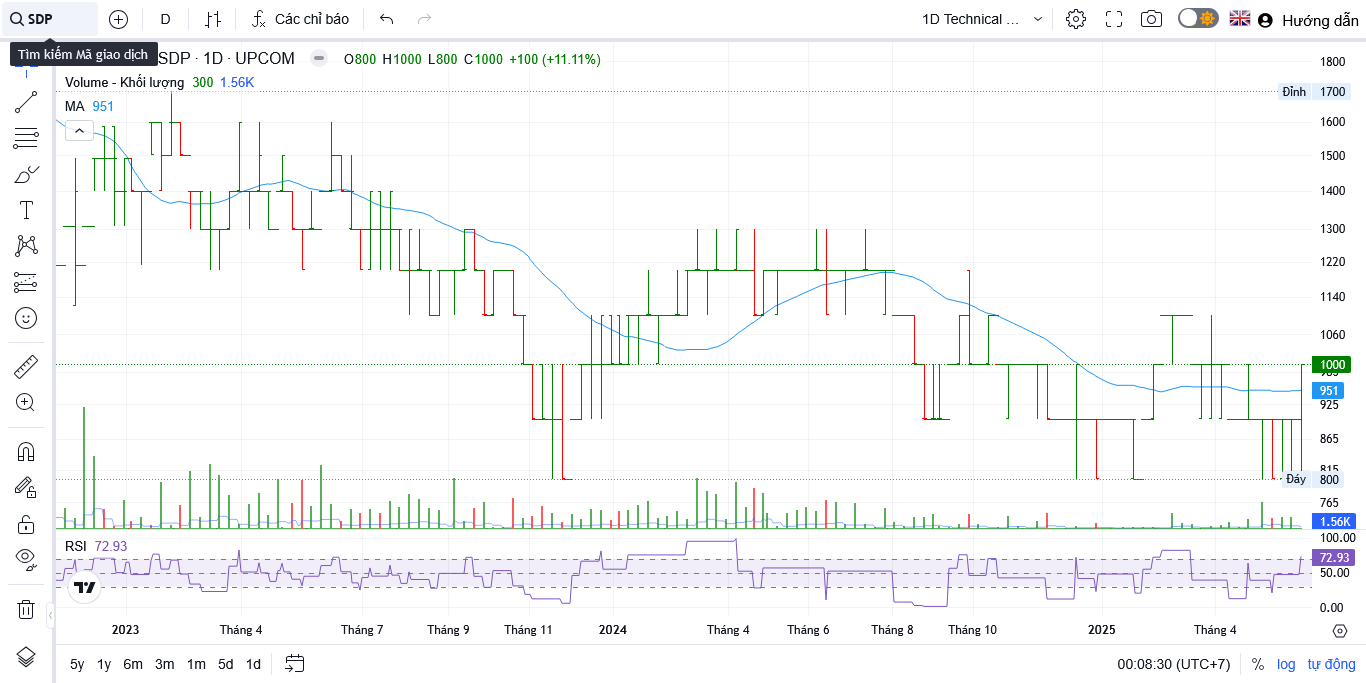 SDP D Các chỉ báo 1D Technical ... Hướng dẫn
Tìm kiếm Mã giao dịch
SDP · 1D · UPCOM O800 H1000 L800 C1000 +100 (+11.11%)
Volume - Khối lượng 300 1.56K
MA 951
1800
Đỉnh 1700
1600
1500
1400
1300
1220
1140
1060
1000
951
925
865
815
Đáy 800
765
1.56K
RSI 72.93
100.00
72.93
50.00
0.00
2023 Tháng 4 Tháng 7 Tháng 9 Tháng 11 2024 Tháng 4 Tháng 6 Tháng 8 Tháng 10 2025 Tháng 4
5y 1y 6m 3m 1m 5d 1d 00:08:30 (UTC+7) % log tự động